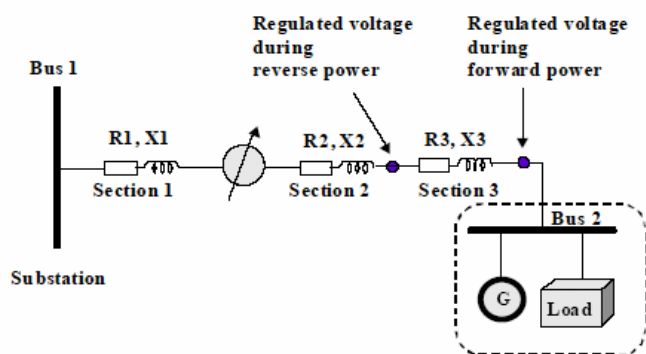 Regulated voltage
during
reverse power
Regulated voltage
during
forward power
Bus 1
R1, X1
R2, X2
R3, X3
Section 1
Section 2
Section 3
Bus 2
Substation
G
Load